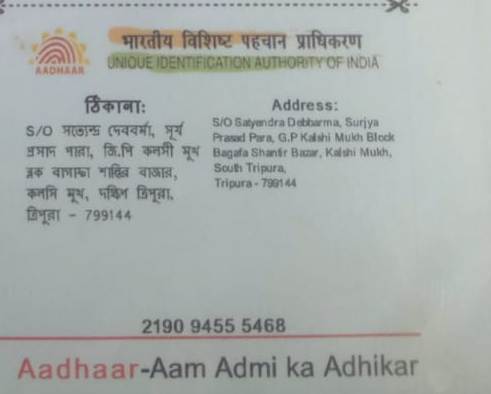 AADHAAR
भारतीय विशिष्ट पहचान प्राधिकरण
UNIQUE IDENTIFICATION AUTHORITY OF INDIA
ঠিকানা:
S/O সত্যেন্দ্র দেববর্মা, সূর্য
প্রসাদ পারা, জি.পি কলসী মুখ
ব্লক বাগাফা শান্তির বাজার,
কলসি মুখ, দক্ষিণ ত্রিপুরা,
ত্রিপুরা - 799144
Address:
S/O Satyendra Debbarma, Surjya
Prasad Para, G.P Kalshi Mukh Block
Bagafa Shantir Bazar, Kalshi Mukh,
South Tripura,
Tripura - 799144
2190 9455 5468
Aadhaar-Aam Admi ka Adhikar